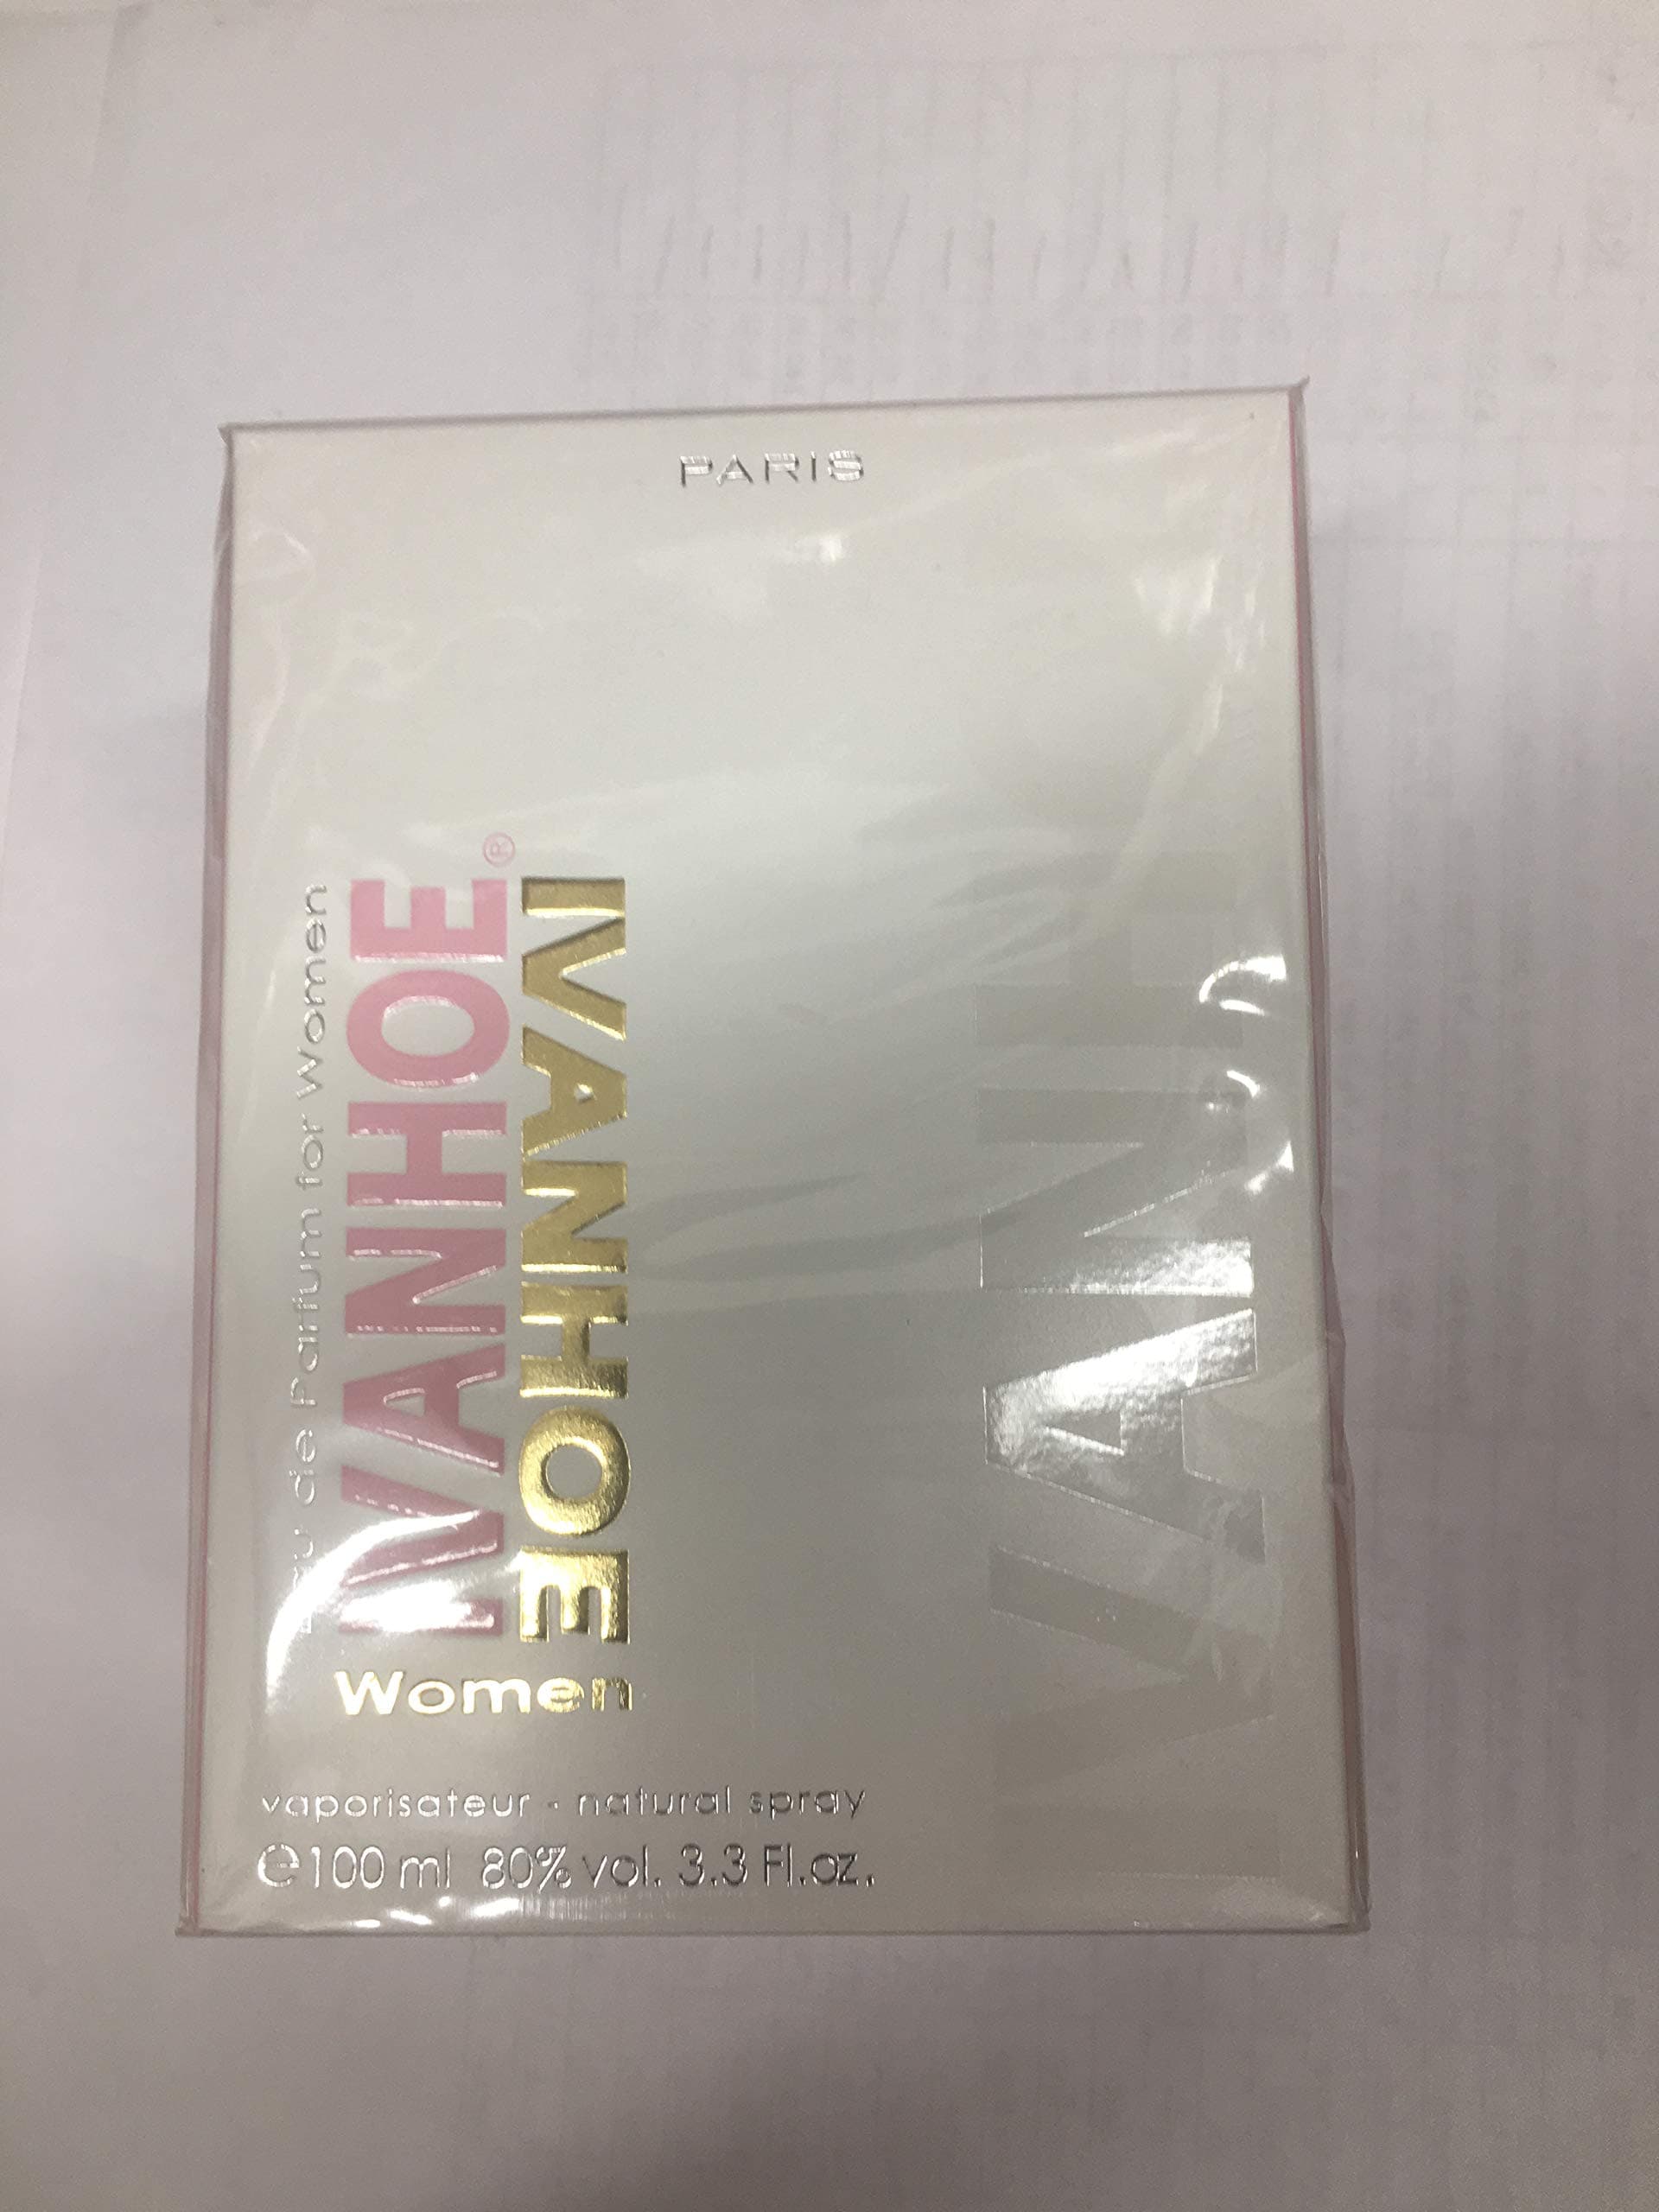 PARIS
Eau de Parfum for Women
IVANHOE®
IVANHOE
Women
IVANH
vaporisateur - natural spray
℮100 ml 80% vol. 3.3 Fl.oz.